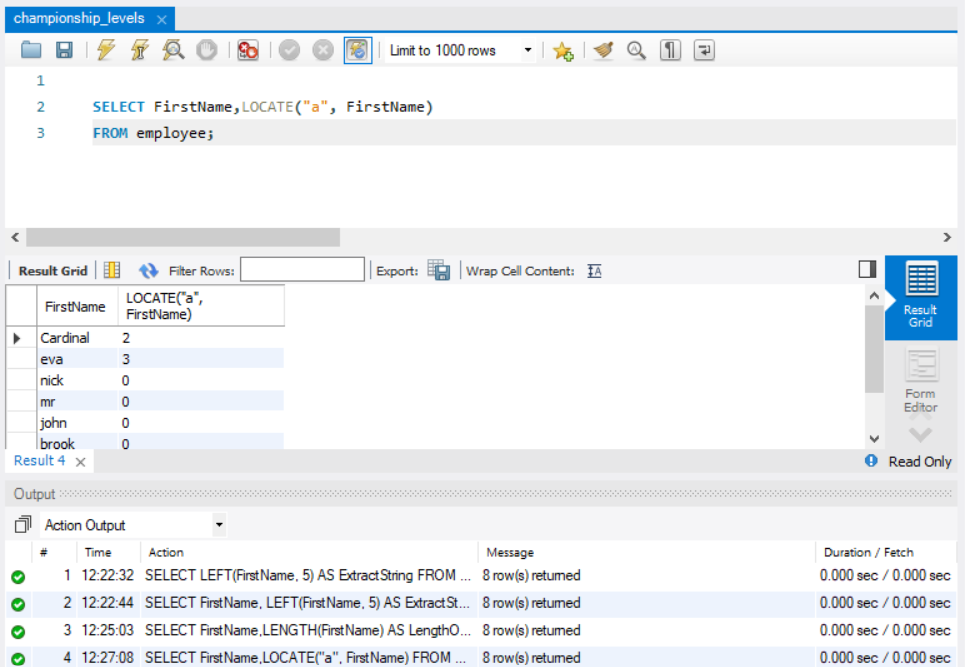 championship_levels
Limit to 1000 rows
1
2 SELECT FirstName,LOCATE("a", FirstName)
3 FROM employee;
Result Grid Filter Rows: Export: Wrap Cell Content: IA
FirstName LOCATE("a", FirstName)
Cardinal 2
eva 3
nick 0
mr 0
john 0
brook 0
Result Grid
Form Editor
Result 4 Read Only
Output
Action Output
# Time Action Message Duration / Fetch
1 12:22:32 SELECT LEFT(FirstName, 5) AS ExtractString FROM ... 8 row(s) returned 0.000 sec / 0.000 sec
2 12:22:44 SELECT FirstName, LEFT(FirstName, 5) AS ExtractSt... 8 row(s) returned 0.000 sec / 0.000 sec
3 12:25:03 SELECT FirstName,LENGTH(FirstName) AS LengthO... 8 row(s) returned 0.000 sec / 0.000 sec
4 12:27:08 SELECT FirstName,LOCATE("a", FirstName) FROM ... 8 row(s) returned 0.000 sec / 0.000 sec